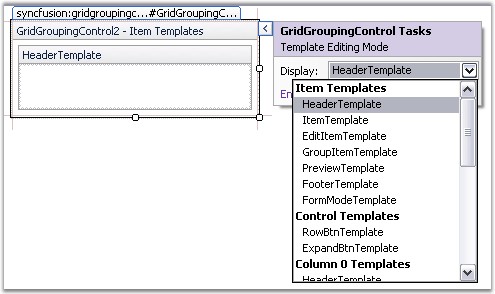 syncfusion:gridgroupingc...#GridGroupingC...
GridGroupingControl2 - Item Templates
HeaderTemplate
GridGroupingControl Tasks
Template Editing Mode
Display: HeaderTemplate
En
Item Templates
HeaderTemplate
ItemTemplate
EditItemTemplate
GroupItemTemplate
PreviewTemplate
FooterTemplate
FormModeTemplate
Control Templates
RowBtnTemplate
ExpandBtnTemplate
Column 0 Templates
HeaderTemplate